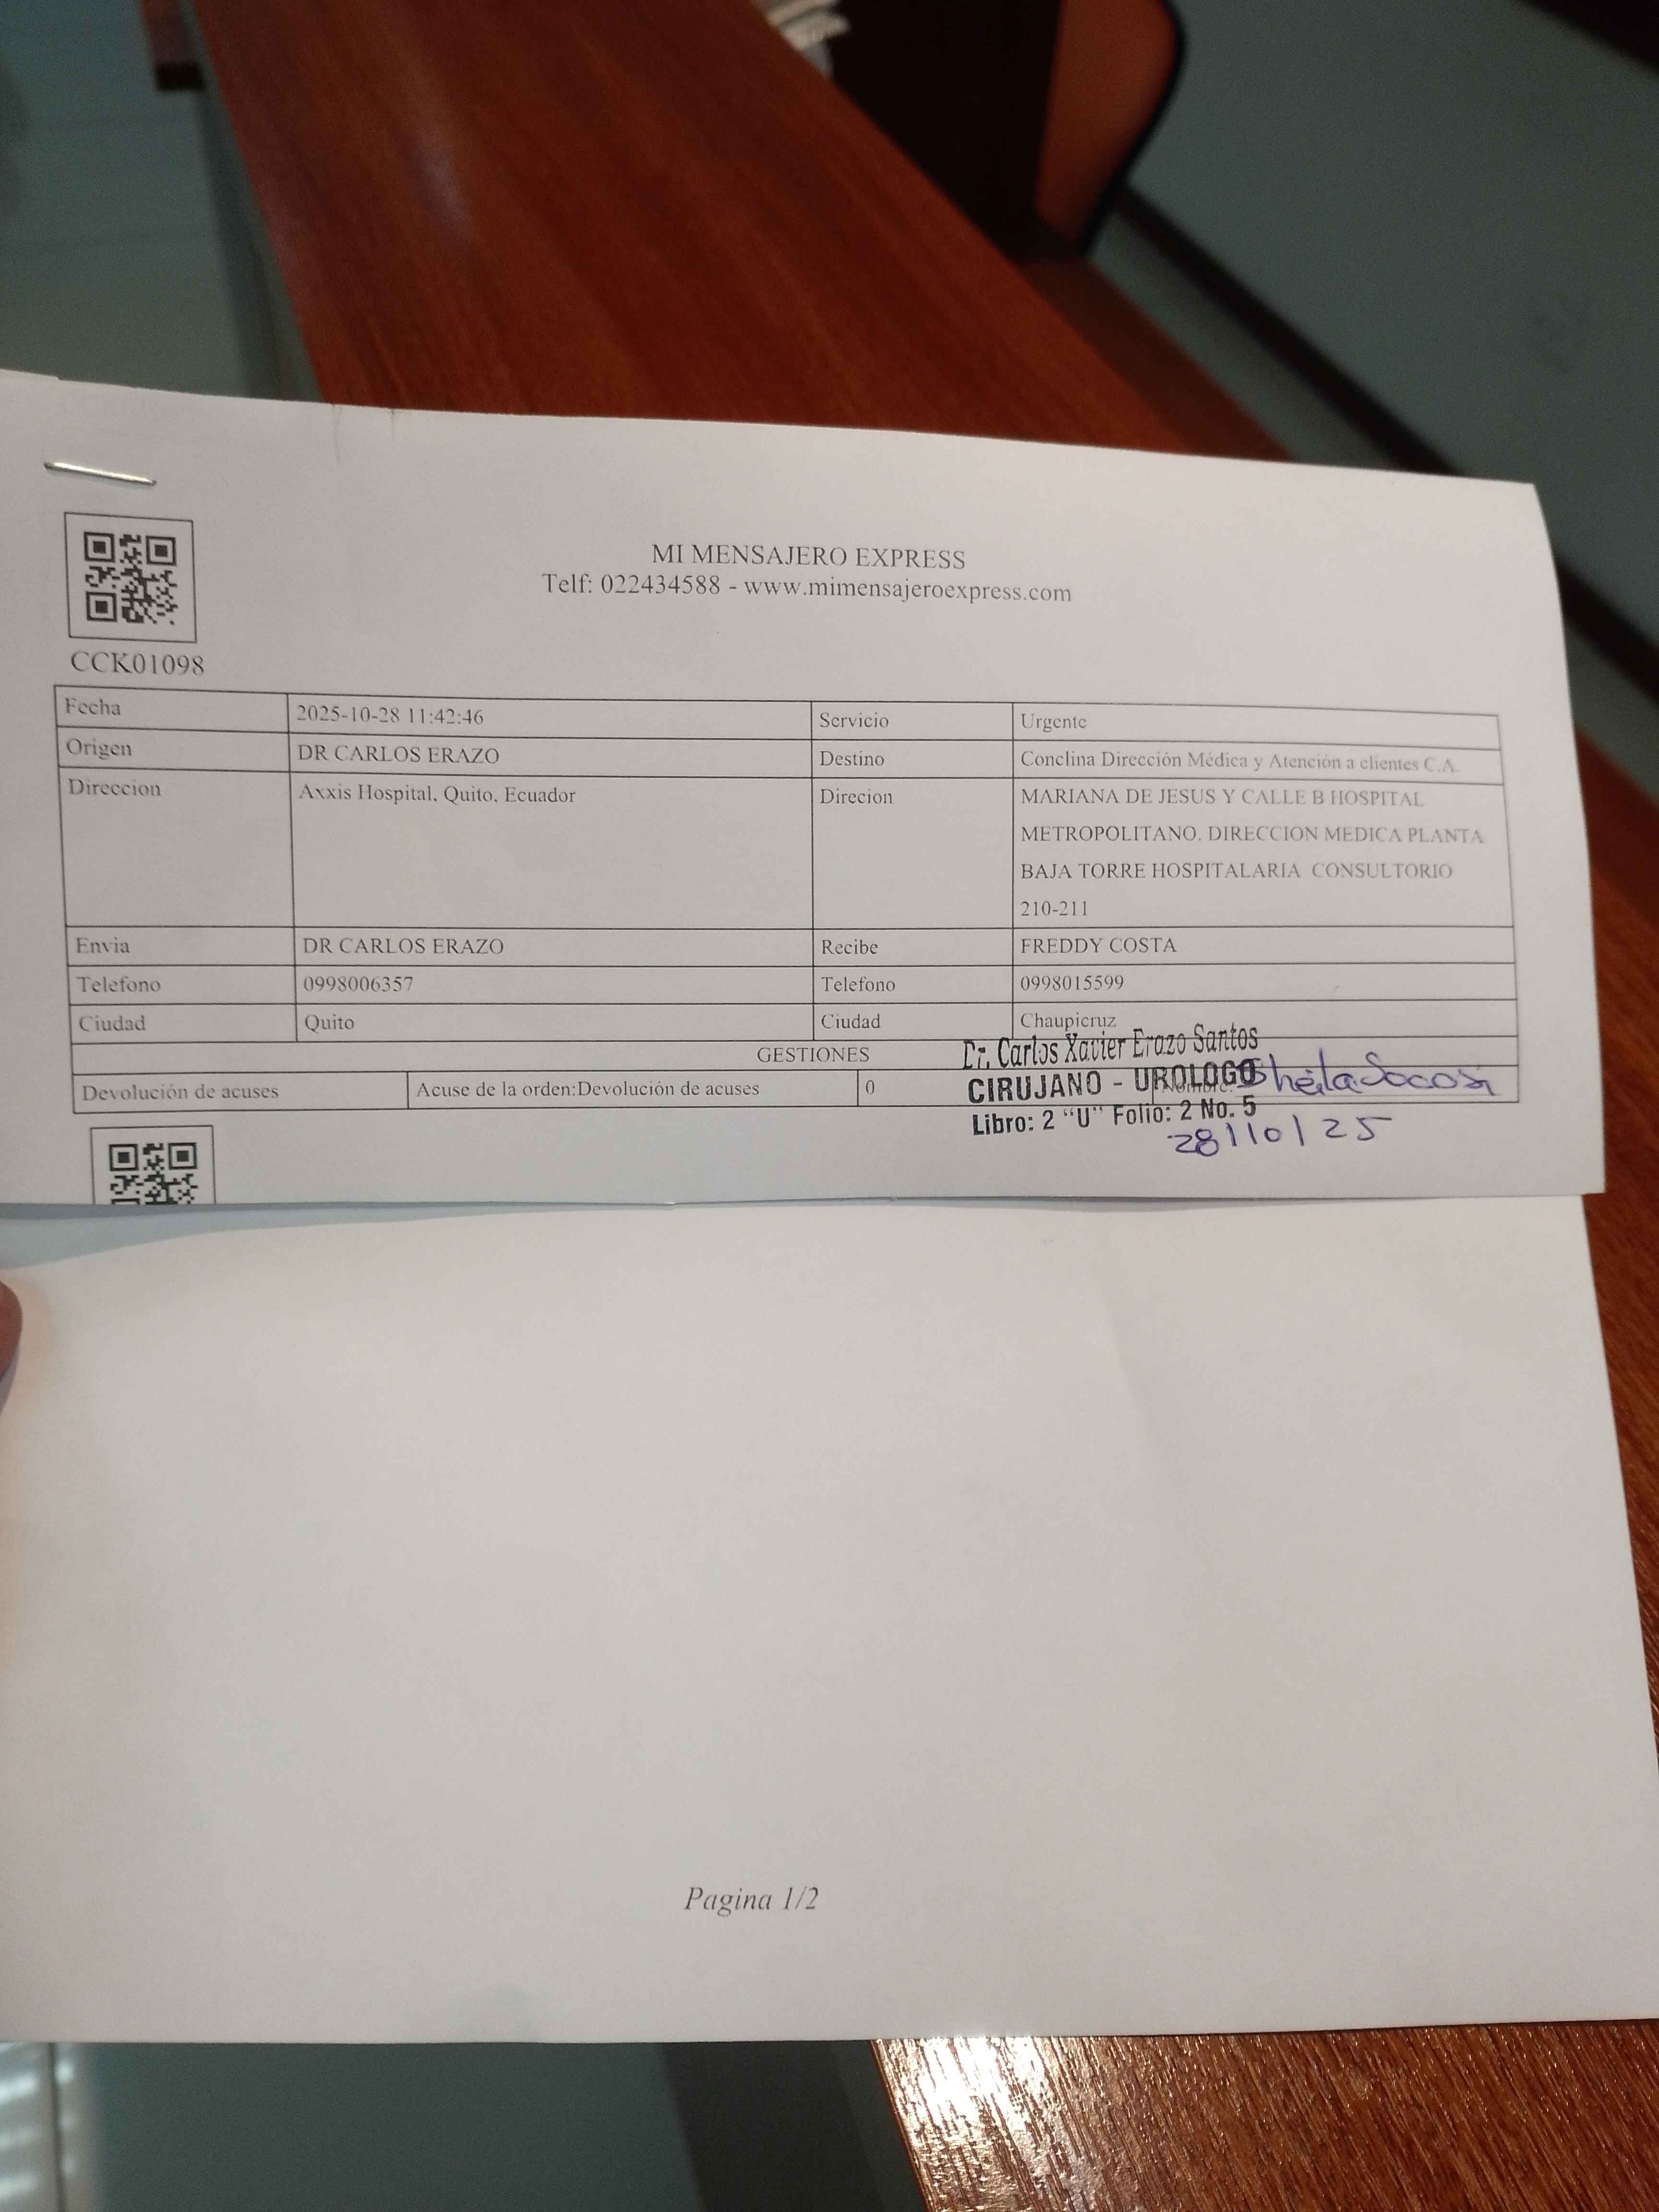 MI MENSAJERO EXPRESS
Telf: 022434588 - www.mimensajeroexpress.com
CCK01098
Fecha 2025-10-28 11:42:46 Servicio Urgente
Origen DR CARLOS ERAZO Destino Conclina Dirección Médica y Atención a clientes C.A.
Direccion Axxis Hospital, Quito, Ecuador Direcion MARIANA DE JESUS Y CALLE B HOSPITAL
METROPOLITANO. DIRECCION MEDICA PLANTA
BAJA TORRE HOSPITALARIA CONSULTORIO
210-211
Envia DR CARLOS ERAZO Recibe FREDDY COSTA
Telefono 0998006357 Telefono 0998015599
Ciudad Quito Ciudad Chaupicruz
GESTIONES
Devolución de acuses Acuse de la orden:Devolución de acuses 0
Dr. Carlos Xavier Erazo Santos
CIRUJANO - UROLOGO Sheila
Libro: 2 "U" Folio: 2 No. 5
28/10/25
Pagina 1/2